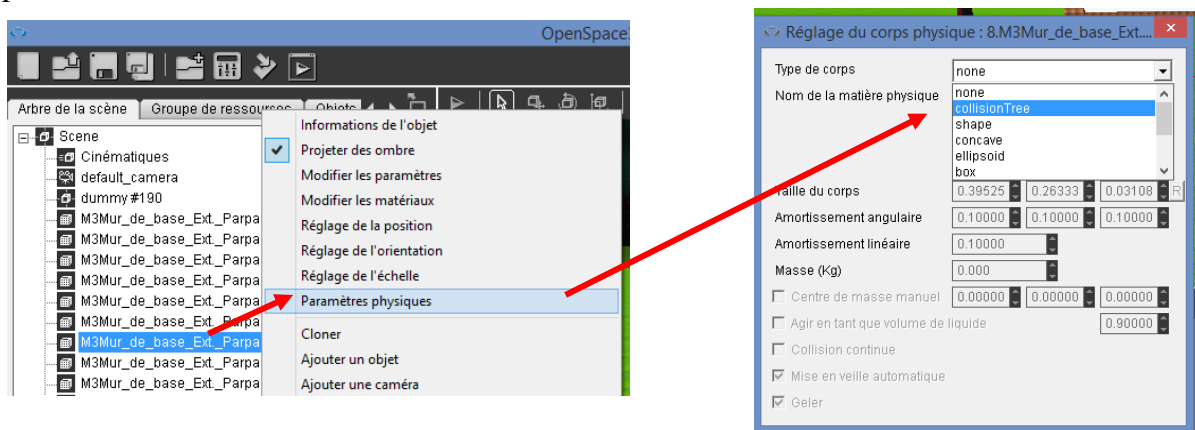 OpenSpace
Arbre de la scène
Groupe de ressources
Objets
Scene
Cinématiques
default_camera
dummy#190
M3Mur_de_base_Ext._Parpa
M3Mur_de_base_Ext._Parpa
M3Mur_de_base_Ext._Parpa
M3Mur_de_base_Ext._Parpa
M3Mur_de_base_Ext._Parpa
M3Mur_de_base_Ext._Parpa
M3Mur_de_base_Ext._Parpa
M3Mur_de_base_Ext._Parpa
M3Mur_de_base_Ext._Parpa
Informations de l'objet
Projeter des ombre
Modifier les paramètres
Modifier les matériaux
Réglage de la position
Réglage de l'orientation
Réglage de l'échelle
Paramètres physiques
Cloner
Ajouter un objet
Ajouter une caméra
Réglage du corps physique : 8.M3Mur_de_base_Ext....
Type de corps none
Nom de la matière physique
none
collisionTree
shape
concave
ellipsoid
box
Taille du corps 0.39525 0.26333 0.03108 R
Amortissement angulaire 0.10000 0.10000 0.10000
Amortissement linéaire 0.10000
Masse (Kg) 0.000
Centre de masse manuel 0.00000 0.00000 0.00000
Agir en tant que volume de liquide 0.90000
Collision continue
Mise en veille automatique
Geler